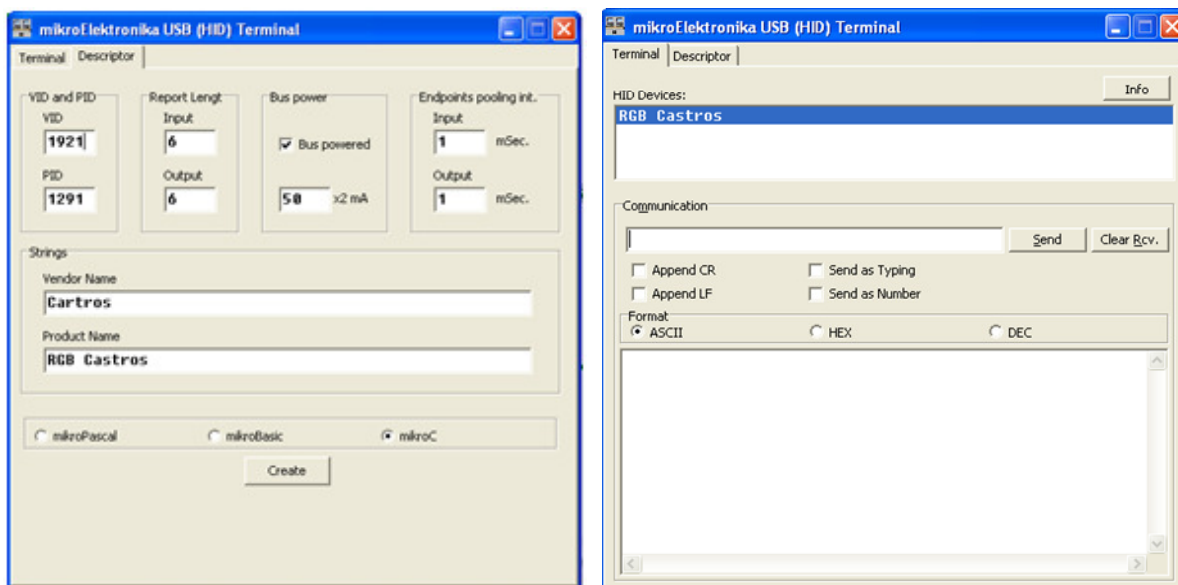 mikroElektronika USB (HID) Terminal
Terminal Descriptor
VID and PID Report Lengt Bus power Endpoints pooling int.
VID Input Input
1921 6 Bus powered 1 mSec.
PID Output Output
1291 6 50 x2 mA 1 mSec.
Strings
Vendor Name
Cartros
Product Name
RGB Castros
mikroPascal mikroBasic mikroC
Create
mikroElektronika USB (HID) Terminal
Terminal Descriptor
HID Devices: Info
RGB Castros
Communication
Send Clear Rcv.
Append CR Send as Typing
Append LF Send as Number
Format
ASCII HEX DEC